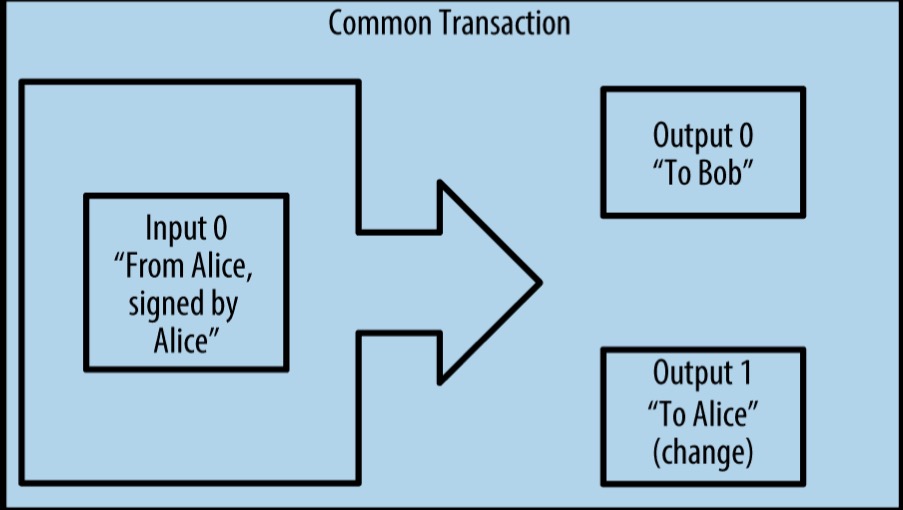 Common Transaction
Input 0
“From Alice,
signed by
Alice”
Output 0
“To Bob”
Output 1
“To Alice”
(change)